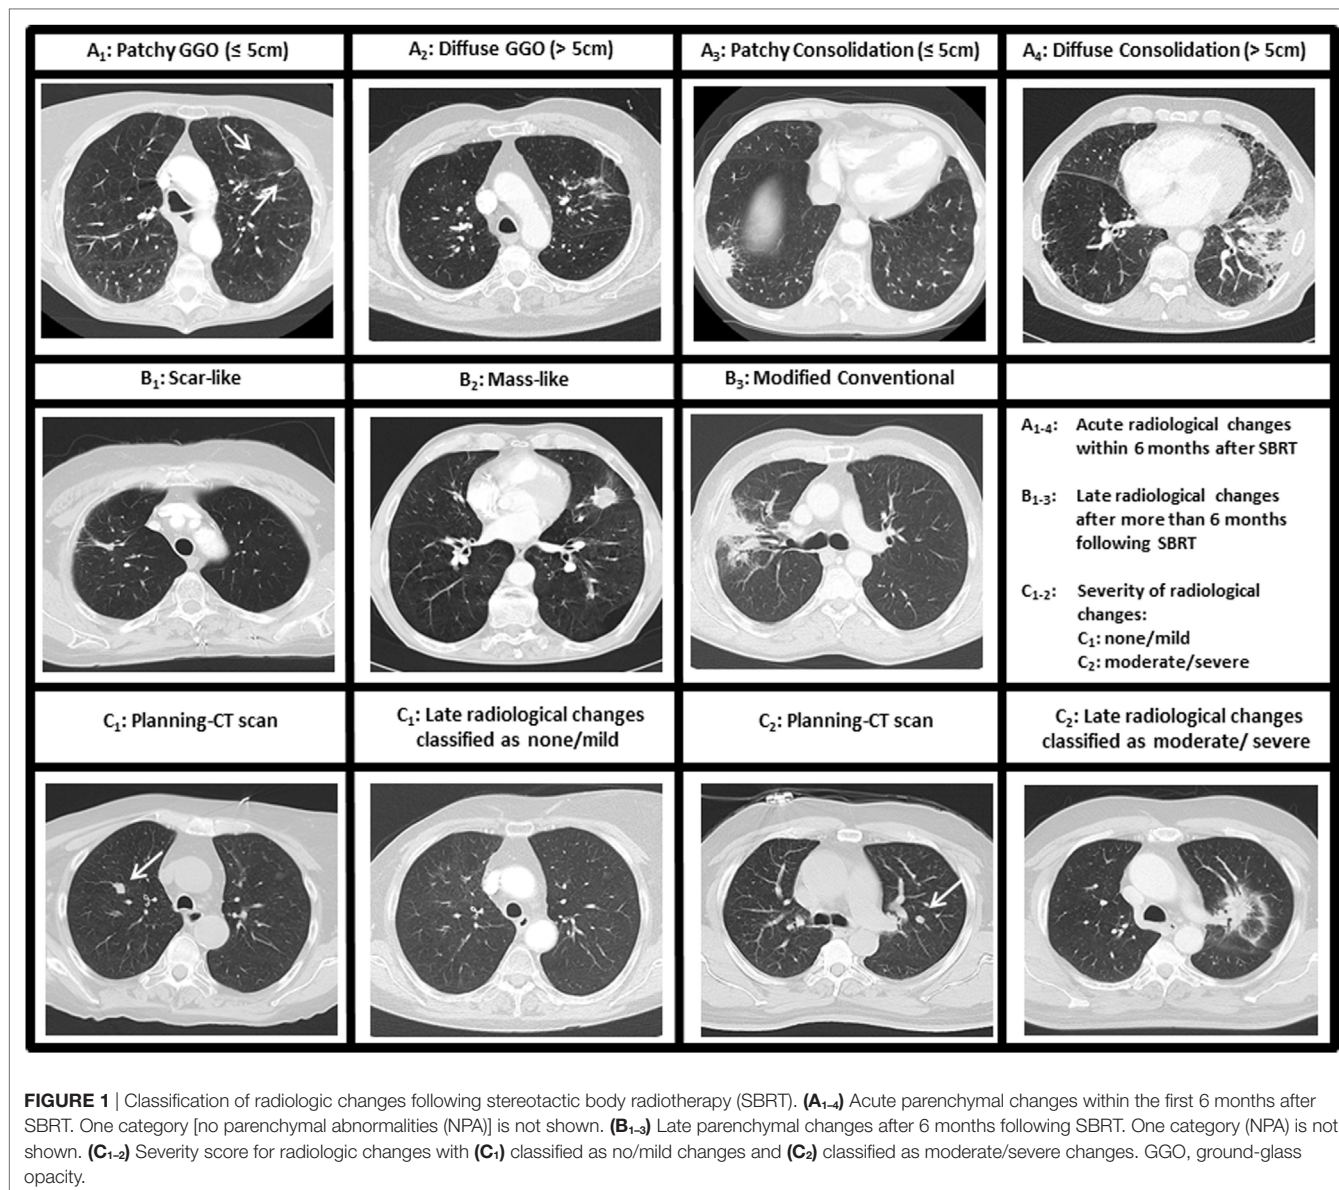 A₁: Patchy GGO (≤ 5cm)
A₂: Diffuse GGO (> 5cm)
A₃: Patchy Consolidation (≤ 5cm)
A₄: Diffuse Consolidation (> 5cm)
B₁: Scar-like
B₂: Mass-like
B₃: Modified Conventional
A₁₋₄: Acute radiological changes
within 6 months after SBRT
B₁₋₃: Late radiological changes
after more than 6 months
following SBRT
C₁₋₂: Severity of radiological
changes:
C₁: none/mild
C₂: moderate/severe
C₁: Planning-CT scan
C₁: Late radiological changes
classified as none/mild
C₂: Planning-CT scan
C₂: Late radiological changes
classified as moderate/ severe
FIGURE 1 | Classification of radiologic changes following stereotactic body radiotherapy (SBRT). (A₁₋₄) Acute parenchymal changes within the first 6 months after
SBRT. One category [no parenchymal abnormalities (NPA)] is not shown. (B₁₋₃) Late parenchymal changes after 6 months following SBRT. One category (NPA) is not
shown. (C₁₋₂) Severity score for radiologic changes with (C₁) classified as no/mild changes and (C₂) classified as moderate/severe changes. GGO, ground-glass
opacity.